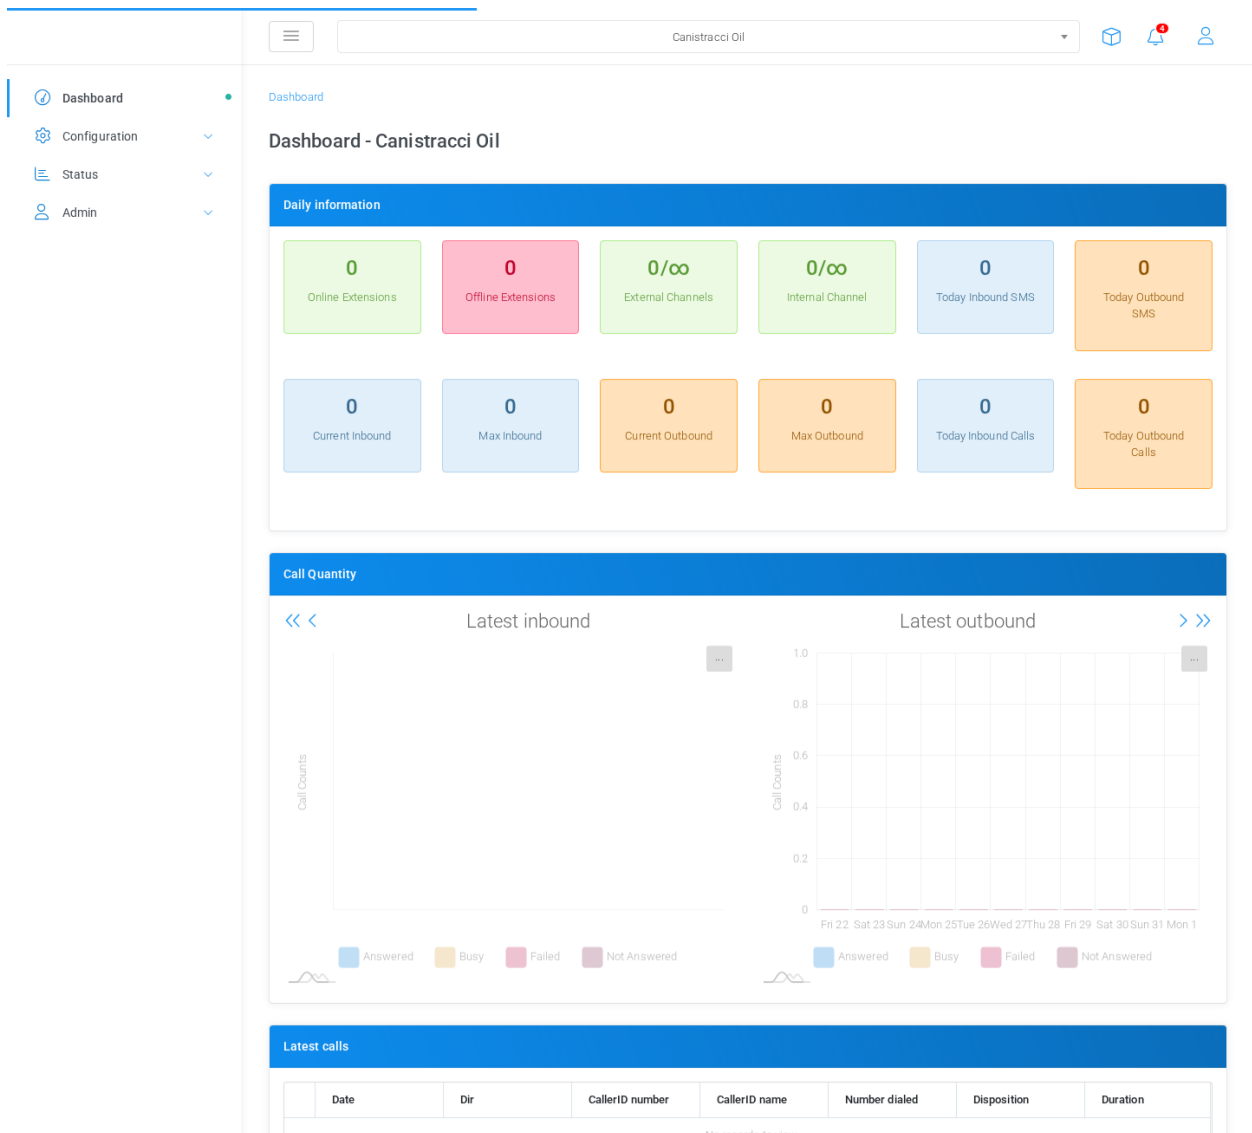 Canistracci Oil
4
Dashboard
Configuration
Status
Admin
Dashboard
Dashboard - Canistracci Oil
Daily information
0
Online Extensions
0
Offline Extensions
0/∞
External Channels
0/∞
Internal Channel
0
Today Inbound SMS
0
Today Outbound
SMS
0
Current Inbound
0
Max Inbound
0
Current Outbound
0
Max Outbound
0
Today Inbound Calls
0
Today Outbound
Calls
Call Quantity
Latest inbound
...
Call Counts
Answered Busy Failed Not Answered
Latest outbound
...
Call Counts
1.0
0.8
0.6
0.4
0.2
0
Fri 22 Sat 23 Sun 24 Mon 25 Tue 26 Wed 27 Thu 28 Fri 29 Sat 30 Sun 31 Mon 1
Answered Busy Failed Not Answered
Latest calls
Date Dir CallerID number CallerID name Number dialed Disposition Duration